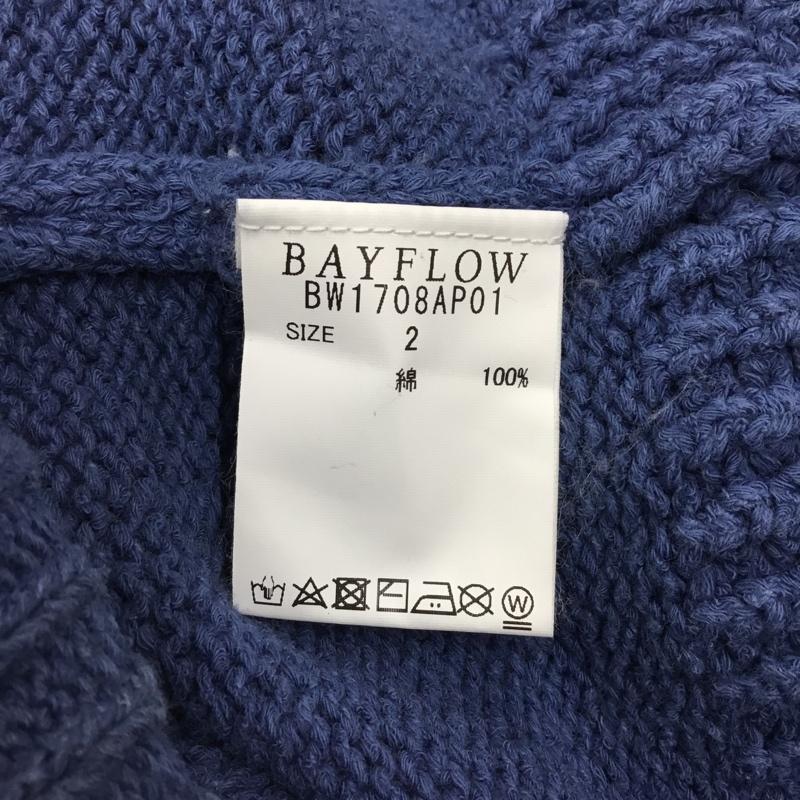 BAYFLOW
BW1708AP01
SIZE 2
綿 100%
W